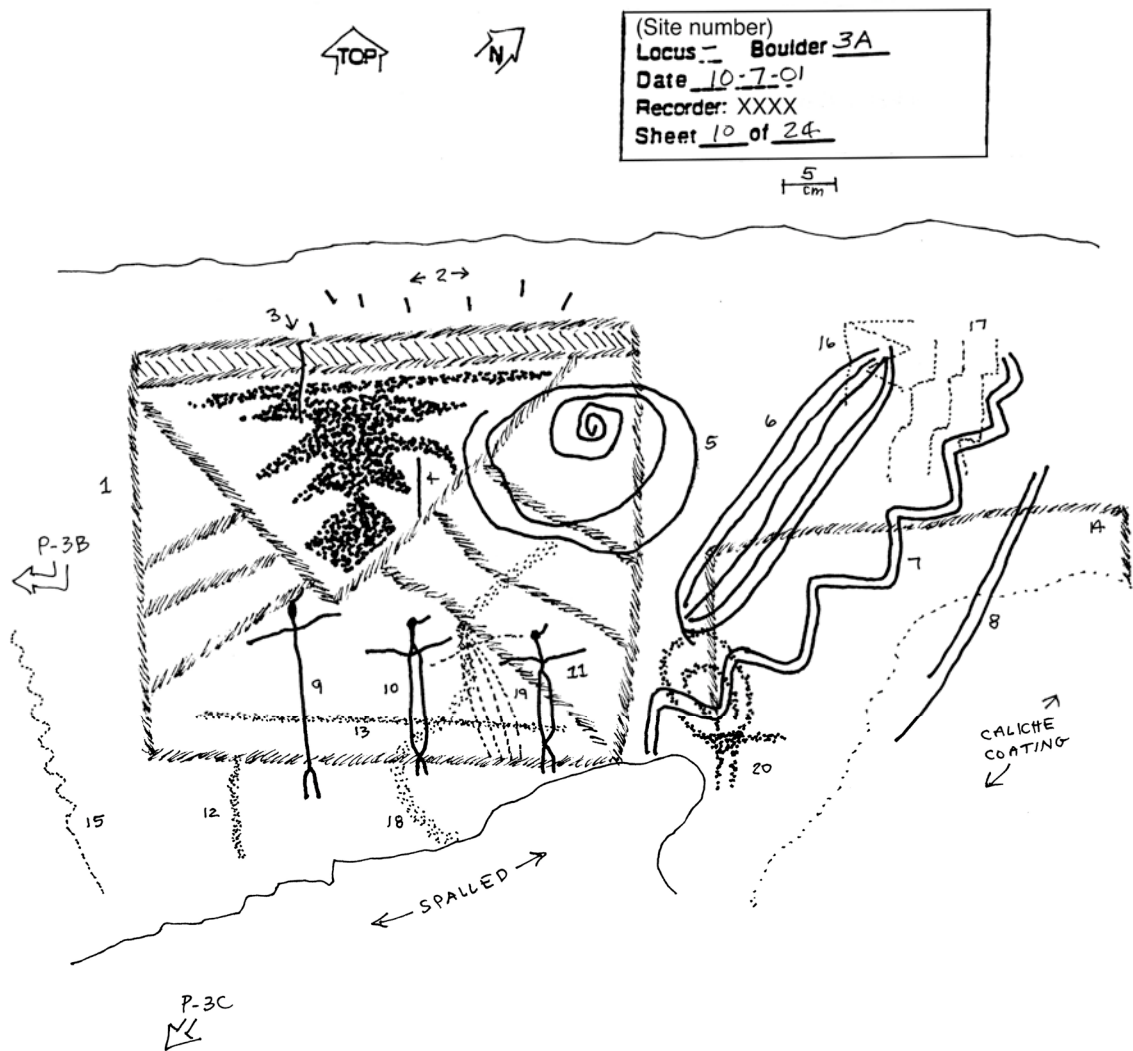 TOP
N
(Site number)
Locus - Boulder 3A
Date 10-7-01
Recorder: XXXX
Sheet 10 of 24
5
cm
2
3
16
17
6
5
4
1
14
P-3B
7
8
9
10
19
11
13
CALICHE
COATING
20
12
18
15
SPALLED
P-3C